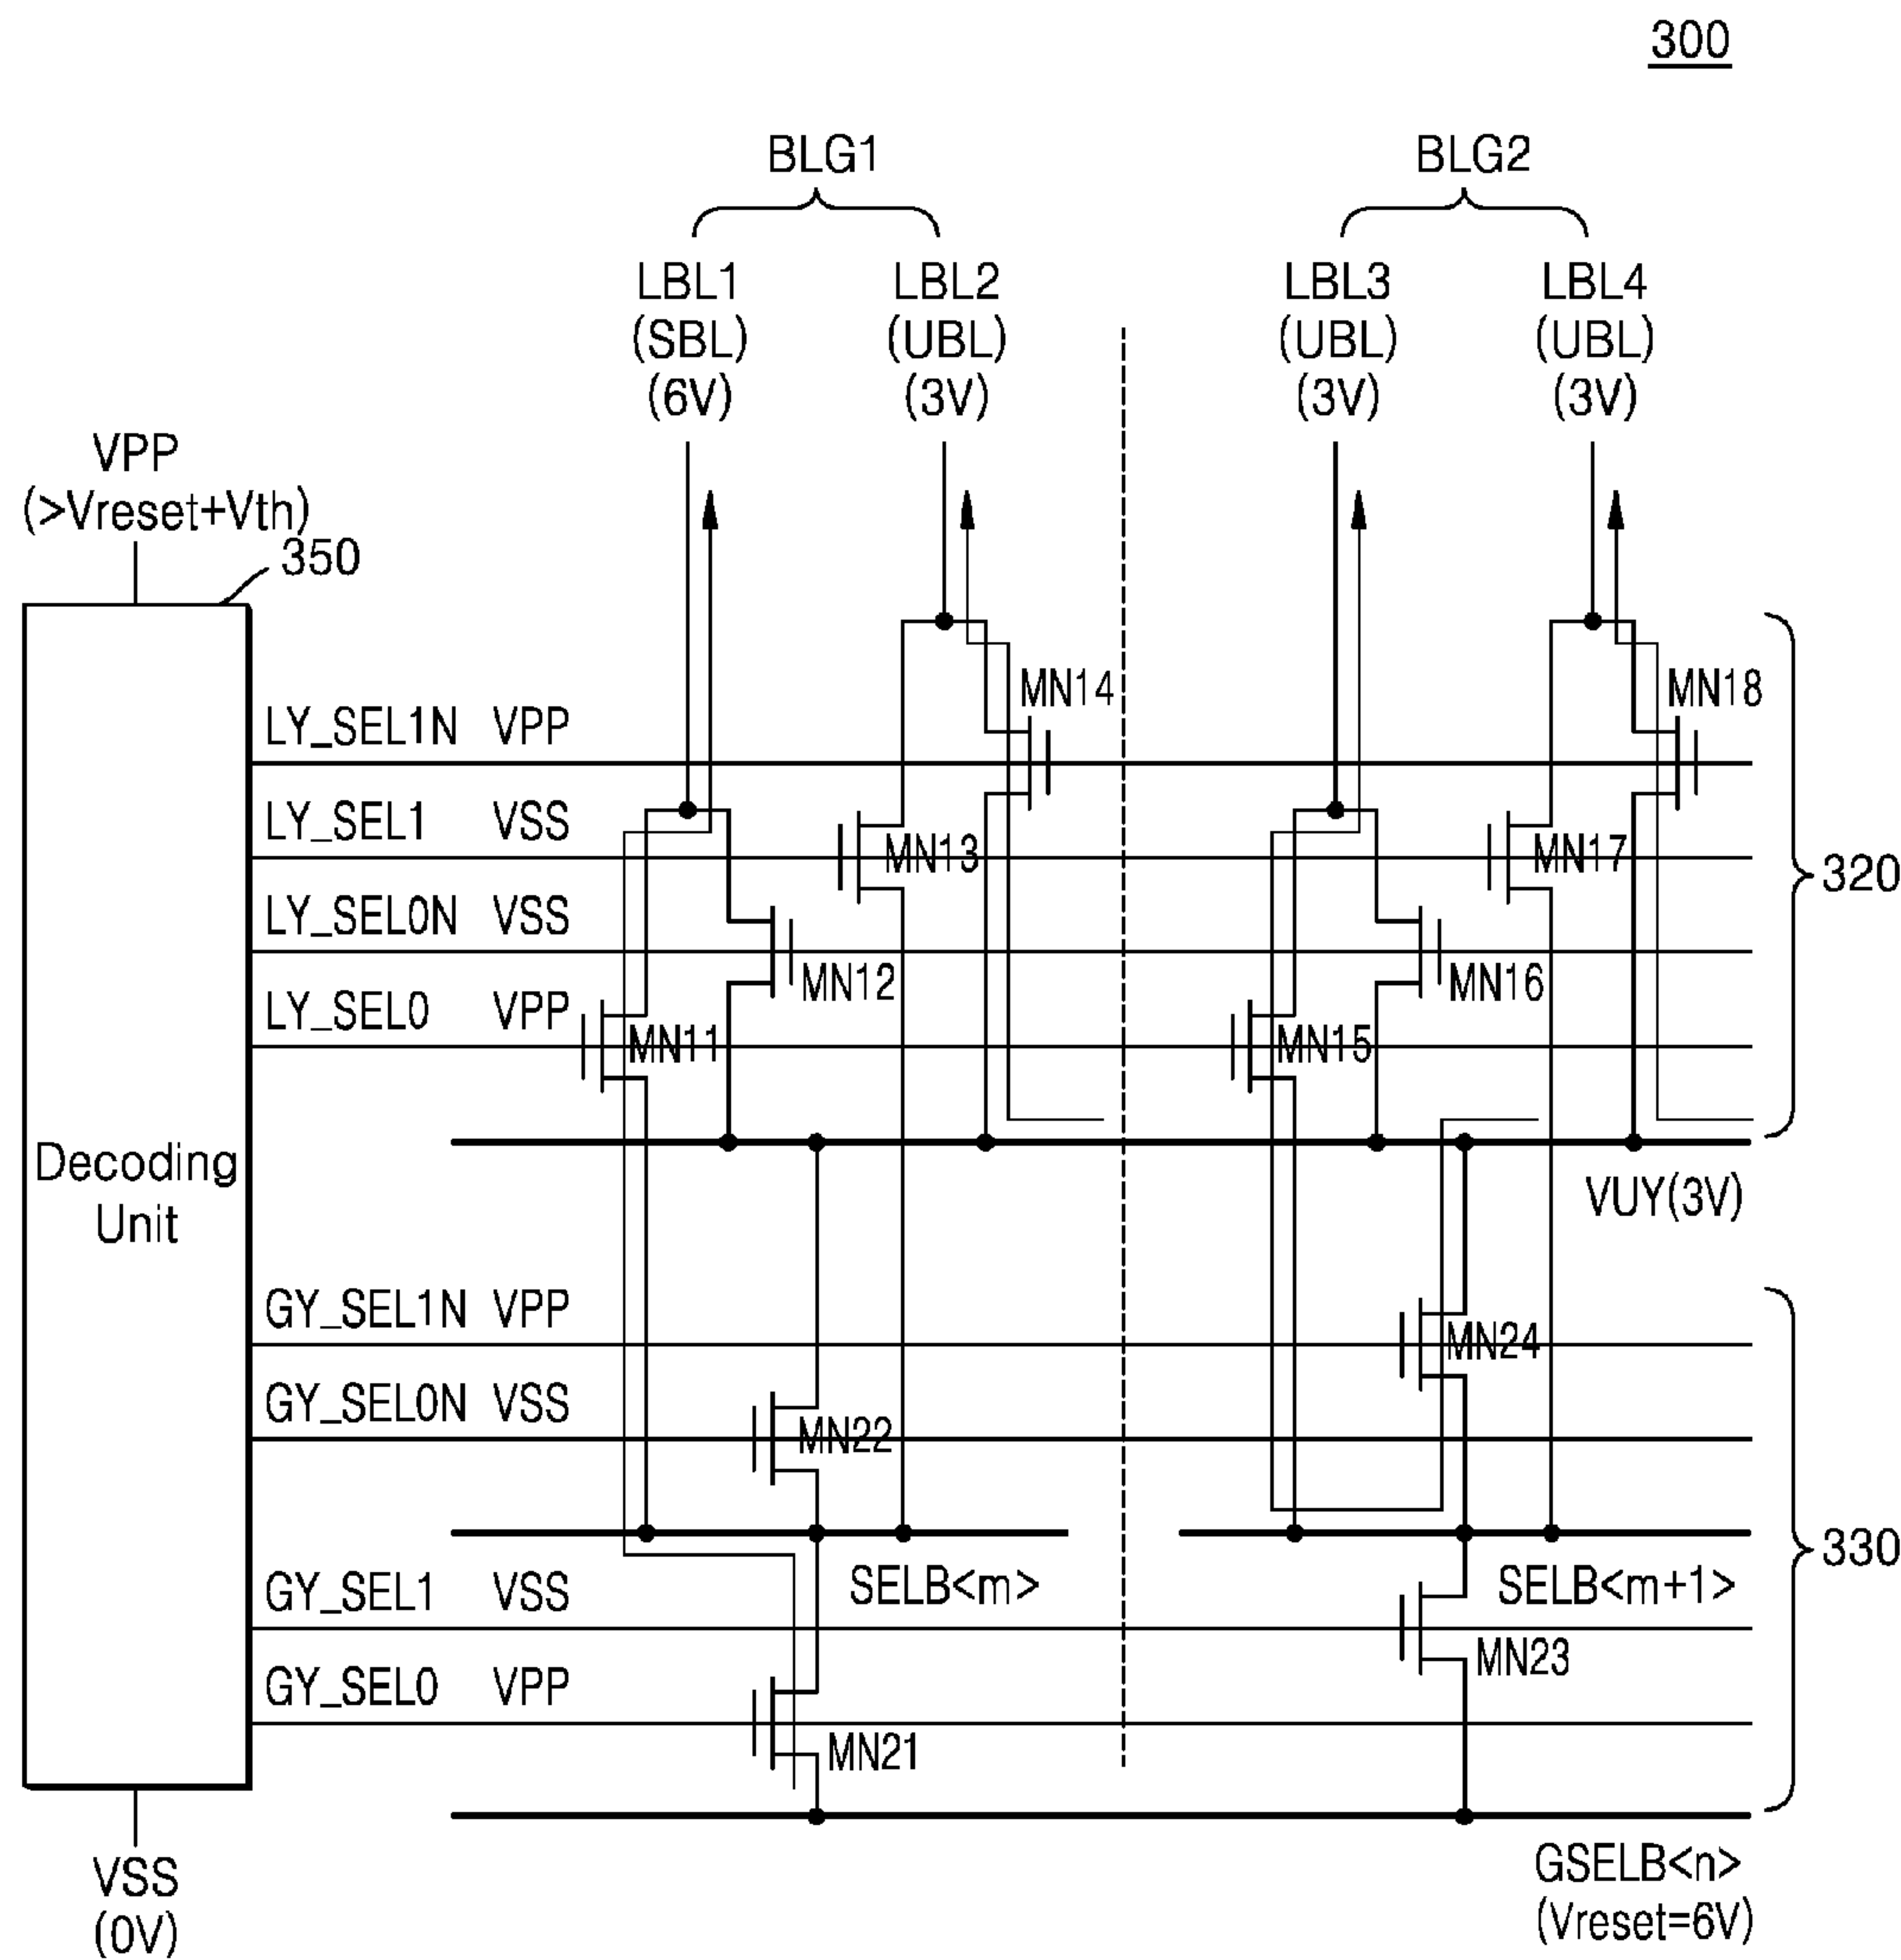 300
BLG1 BLG2
LBL1 LBL2 LBL3 LBL4
(SBL) (UBL) (UBL) (UBL)
(6V) (3V) (3V) (3V)
VPP
(>Vreset+Vth)
350
MN14 MN18
LY_SEL1N VPP
LY_SEL1 VSS
MN13 MN17
320
LY_SEL0N VSS
MN12 MN16
LY_SEL0 VPP
MN11 MN15
Decoding
Unit
VUY(3V)
GY_SEL1N VPP
MN24
GY_SEL0N VSS
MN22
330
SELB<m> SELB<m+1>
GY_SEL1 VSS
MN23
GY_SEL0 VPP
MN21
VSS
(0V)
GSELB<n>
(Vreset=6V)